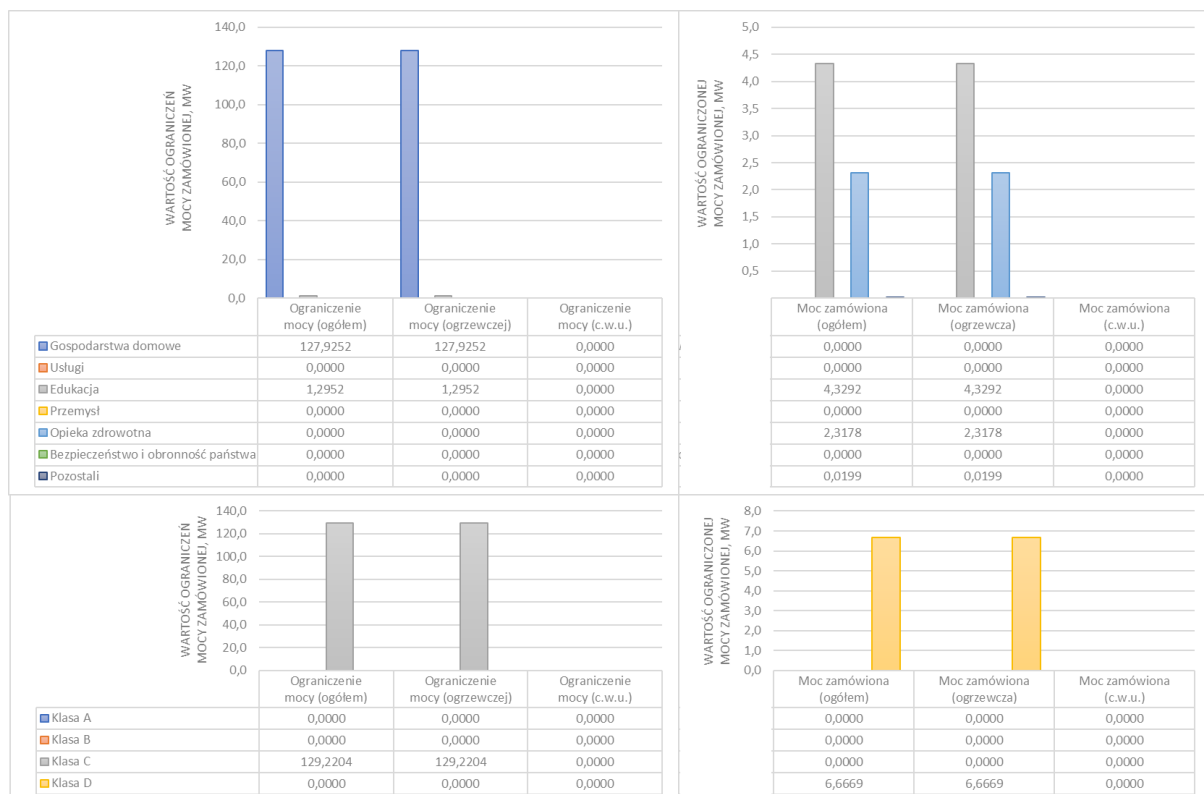 WARTOŚĆ OGRANICZEŃ
MOCY ZAMÓWIONEJ, MW
140,0
120,0
100,0
80,0
60,0
40,0
20,0
0,0
Ograniczenie mocy (ogółem) Ograniczenie mocy (ogrzewczej) Ograniczenie mocy (c.w.u.)
Gospodarstwa domowe 127,9252 127,9252 0,0000
Usługi 0,0000 0,0000 0,0000
Edukacja 1,2952 1,2952 0,0000
Przemysł 0,0000 0,0000 0,0000
Opieka zdrowotna 0,0000 0,0000 0,0000
Bezpieczeństwo i obronność państwa 0,0000 0,0000 0,0000
Pozostali 0,0000 0,0000 0,0000
WARTOŚĆ OGRANICZONEJ
MOCY ZAMÓWIONEJ, MW
5,0
4,5
4,0
3,5
3,0
2,5
2,0
1,5
1,0
0,5
Moc zamówiona (ogółem) Moc zamówiona (ogrzewcza) Moc zamówiona (c.w.u.)
0,0000 0,0000 0,0000
0,0000 0,0000 0,0000
4,3292 4,3292 0,0000
0,0000 0,0000 0,0000
2,3178 2,3178 0,0000
0,0000 0,0000 0,0000
0,0199 0,0199 0,0000
WARTOŚĆ OGRANICZEŃ
MOCY ZAMÓWIONEJ, MW
140,0
120,0
100,0
80,0
60,0
40,0
20,0
0,0
Ograniczenie mocy (ogółem) Ograniczenie mocy (ogrzewczej) Ograniczenie mocy (c.w.u.)
Klasa A 0,0000 0,0000 0,0000
Klasa B 0,0000 0,0000 0,0000
Klasa C 129,2204 129,2204 0,0000
Klasa D 0,0000 0,0000 0,0000
WARTOŚĆ OGRANICZONEJ
MOCY ZAMÓWIONEJ, MW
8,0
7,0
6,0
5,0
4,0
3,0
2,0
1,0
0,0
Moc zamówiona (ogółem) Moc zamówiona (ogrzewcza) Moc zamówiona (c.w.u.)
0,0000 0,0000 0,0000
0,0000 0,0000 0,0000
0,0000 0,0000 0,0000
6,6669 6,6669 0,0000